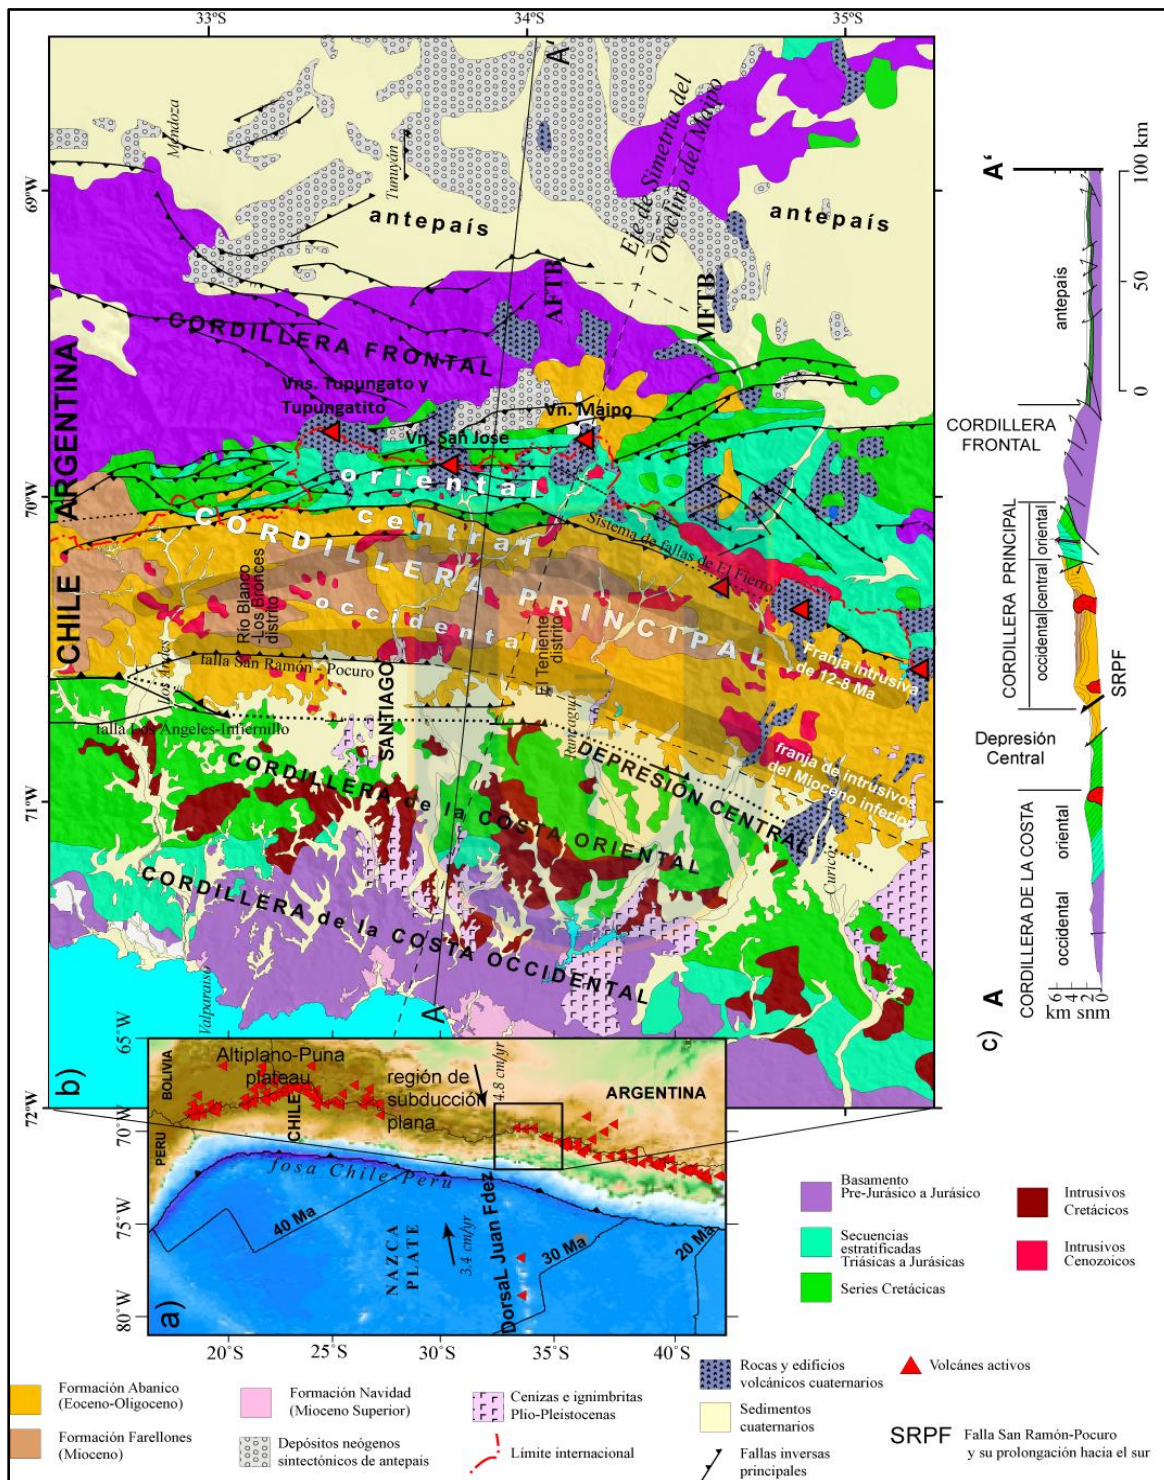 33°S
34°S
35°S
72°W
71°W
70°W
69°W
b)
CHILE
ARGENTINA
Mendoza
Tunuyán
antepaís
antepaís
A'
Eje de Simetría del
Oroclino del Maipo
AFTB
MFTB
CORDILLERA FRONTAL
Vns. Tupungato y
Tupungatito
Vn. San Jose
Vn. Maipo
oriental
central
CORDILLERA PRINCIPAL
occidental
Sistema de fallas de El Fierro
Río Blanco
-Los Bronces
distrito
El Teniente
distrito
Franja intrusiva
de 12-8 Ma
franja de intrusivos
del Mioceno inferior
falla San Ramón-Pocuro
falla Los Angeles-Infiernillo
SANTIAGO
Rancagua
DEPRESIÓN CENTRAL
Curicó
CORDILLERA de la COSTA ORIENTAL
CORDILLERA de la COSTA OCCIDENTAL
Valparaíso
A
a)
65°W
70°W
75°W
80°W
20°S
25°S
30°S
35°S
40°S
PERU
BOLIVIA
Altiplano-Puna
plateau
CHILE
región de
subducción
plana
4.8 cm/yr
ARGENTINA
fosa Chile-Peru
40 Ma
NAZCA
PLATE
3.4 cm/yr
Dorsal Juan Fdez
30 Ma
20 Ma
c)
A
A'
CORDILLERA DE LA COSTA
occidental
oriental
Depresión
Central
CORDILLERA PRINCIPAL
occidental
central
oriental
CORDILLERA
FRONTAL
antepaís
SRPF
km snm
6
4
2
0
0
50
100 km
Basamento
Pre-Jurásico a Jurásico
Secuencias
estratificadas
Triásicas a Jurásicas
Series Cretácicas
Intrusivos
Cretácicos
Intrusivos
Cenozoicos
Formación Abanico
(Eoceno-Oligoceno)
Formación Farellones
(Mioceno)
Formación Navidad
(Mioceno Superior)
Depósitos neógenos
sintectónicos de antepais
Cenizas e ignimbritas
Plio-Pleistocenas
Límite internacional
Rocas y edificios
volcánicos cuaternarios
Sedimentos
cuaternarios
Fallas inversas
principales
Volcánes activos
SRPF
Falla San Ramón-Pocuro
y su prolongación hacia el sur